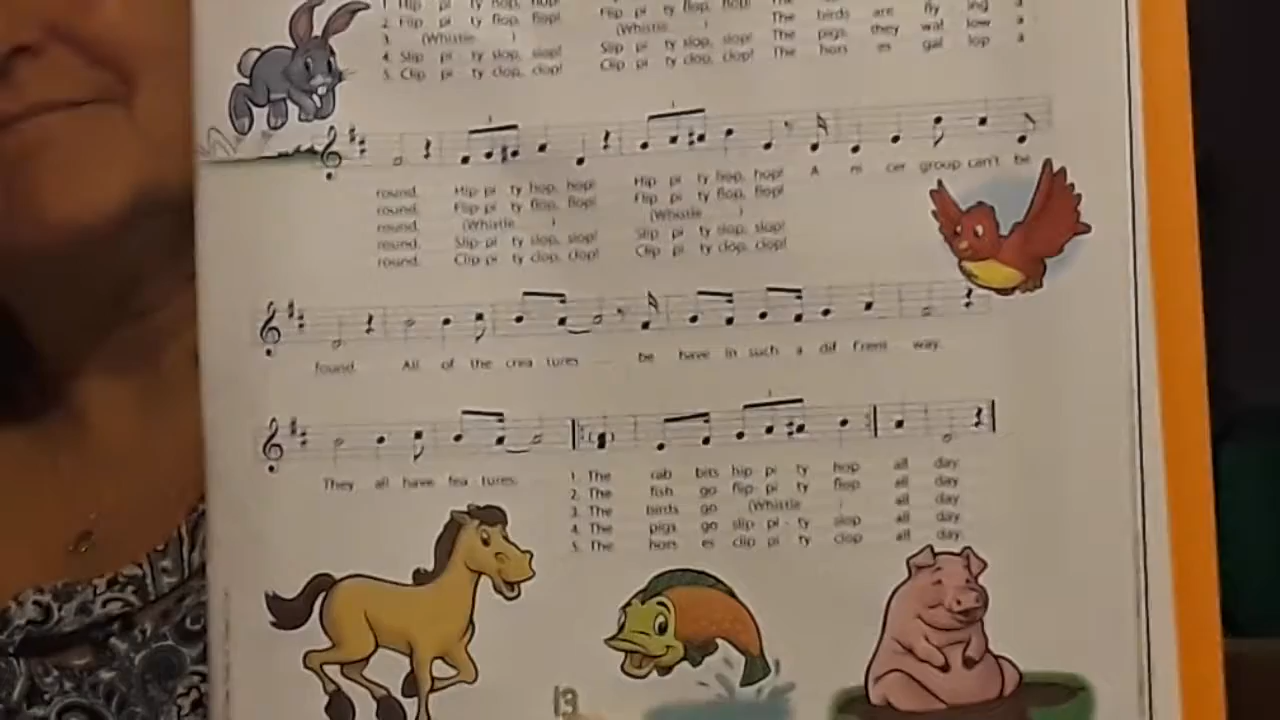 1. Hip pi ty hop, hop!
2. Flip pi ty flop, flop! Flip pi ty flop, flop! The birds are fly ing a
3. (Whistle ) (Whistle ) The pigs, they wal low a
4. Slip pi ty slop, slop! Slip pi ty slop, slop! The hors es gal lop a
5. Clip pi ty clop, clop! Clip pi ty clop, clop!
round. Hip pi ty hop, hop! Hip pi ty hop, hop! A ni cer group can't be
round. Flip pi ty flop, flop! Flip pi ty flop, flop!
round. (Whistle ) (Whistle )
round. Slip pi ty slop, slop! Slip pi ty slop, slop!
round. Clip pi ty clop, clop! Clip pi ty clop, clop!
found. All of the crea tures be have in such a dif f'rent way.
They all have fea tures. 1. The rab bits hip pi ty hop all day.
2. The fish go flip pi ty flop all day.
3. The birds go (Whistle ) all day.
4. The pigs go slip pi - ty slop all day.
5. The hors es clip pi ty clop all day.
13